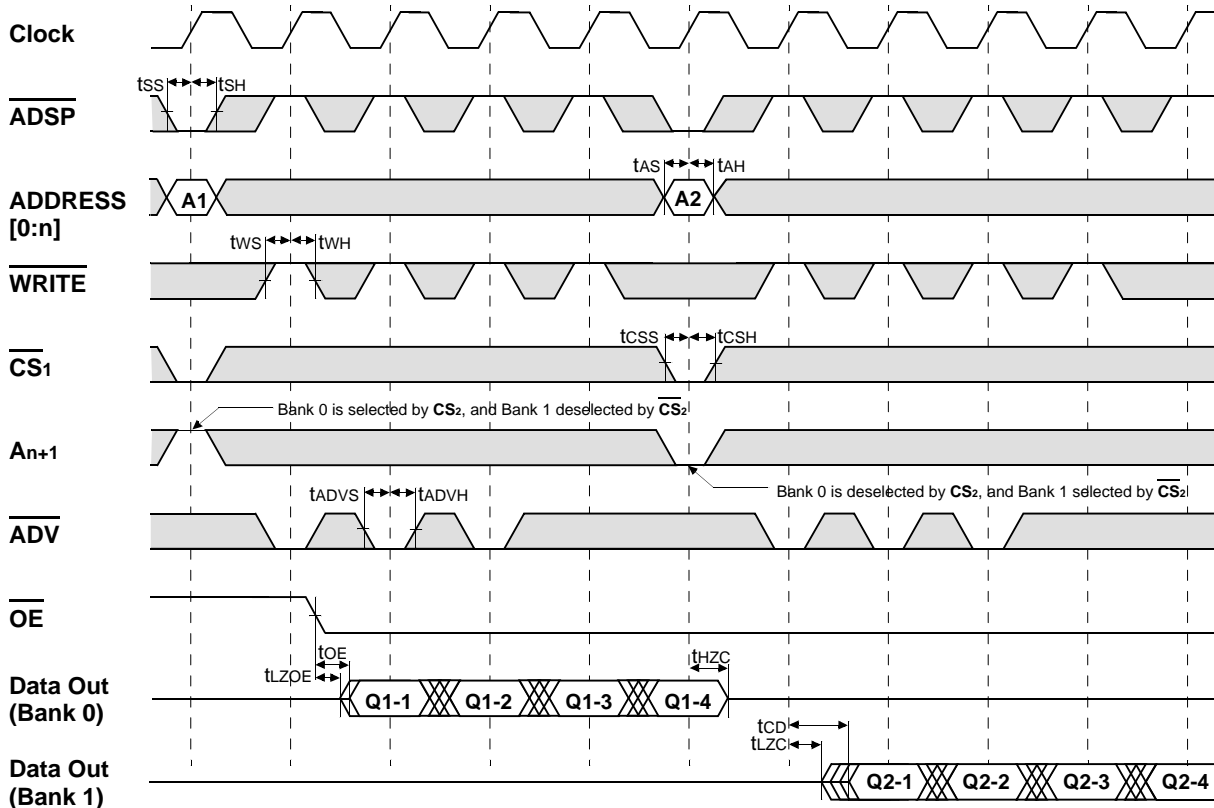 Clock
tSS tSH
ADSP
tAS tAH
ADDRESS
[0:n]
A1 A2
tWS tWH
WRITE
tCSS tCSH
CS1
Bank 0 is selected by CS2, and Bank 1 deselected by CS2
An+1
Bank 0 is deselected by CS2, and Bank 1 selected by CS2
tADVS tADVH
ADV
OE
tOE
tLZOE
tHZC
Data Out
(Bank 0)
Q1-1 Q1-2 Q1-3 Q1-4
tCD
tLZC
Data Out
(Bank 1)
Q2-1 Q2-2 Q2-3 Q2-4